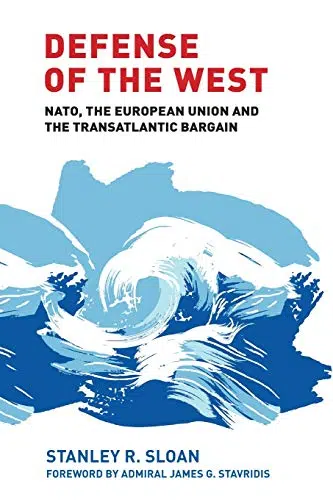 DEFENSE
OF THE WEST
NATO, THE EUROPEAN UNION AND
THE TRANSATLANTIC BARGAIN
STANLEY R. SLOAN
FOREWORD BY ADMIRAL JAMES G. STAVRIDIS